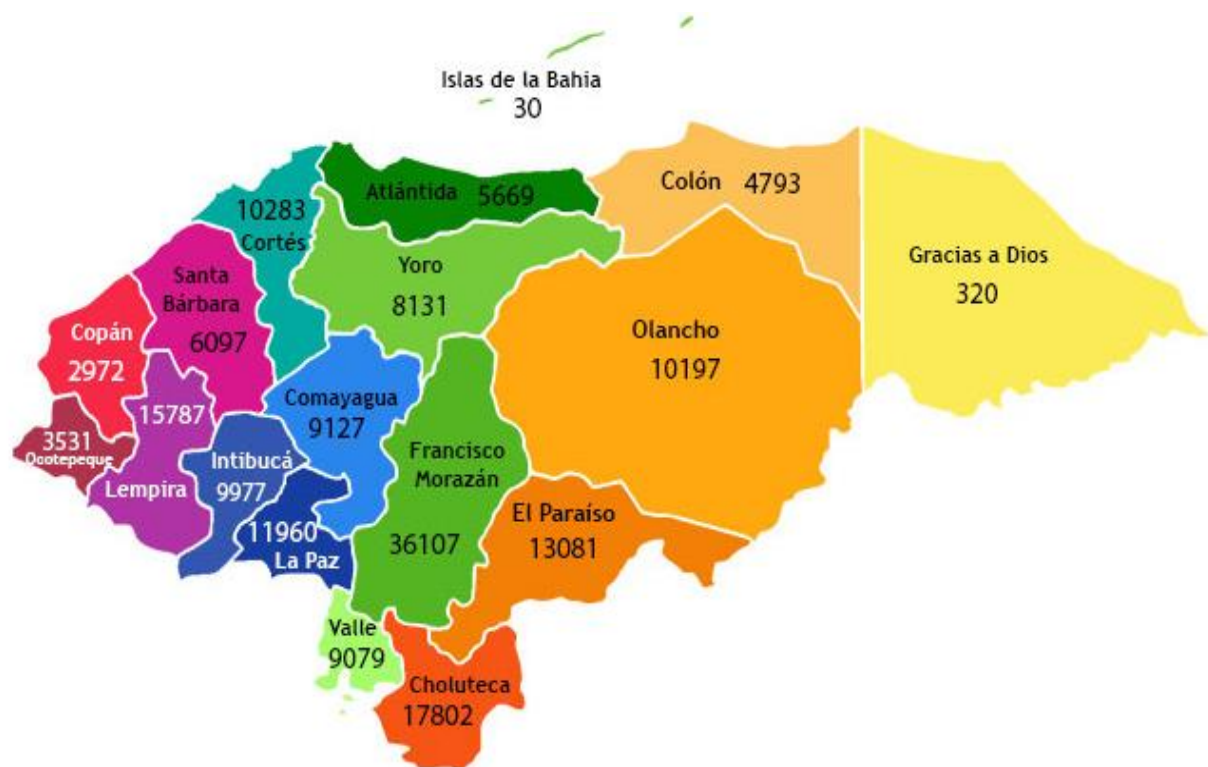 Islas de la Bahia
30
Atlántida 5669
Colón 4793
10283
Cortés
Yoro
8131
Gracias a Dios
320
Santa
Bárbara
6097
Olancho
10197
Copán
2972
15787
Lempira
Comayagua
9127
3531
Ocotepeque
Intibucá
9977
Francisco
Morazán
36107
11960
La Paz
El Paraíso
13081
Valle
9079
Choluteca
17802